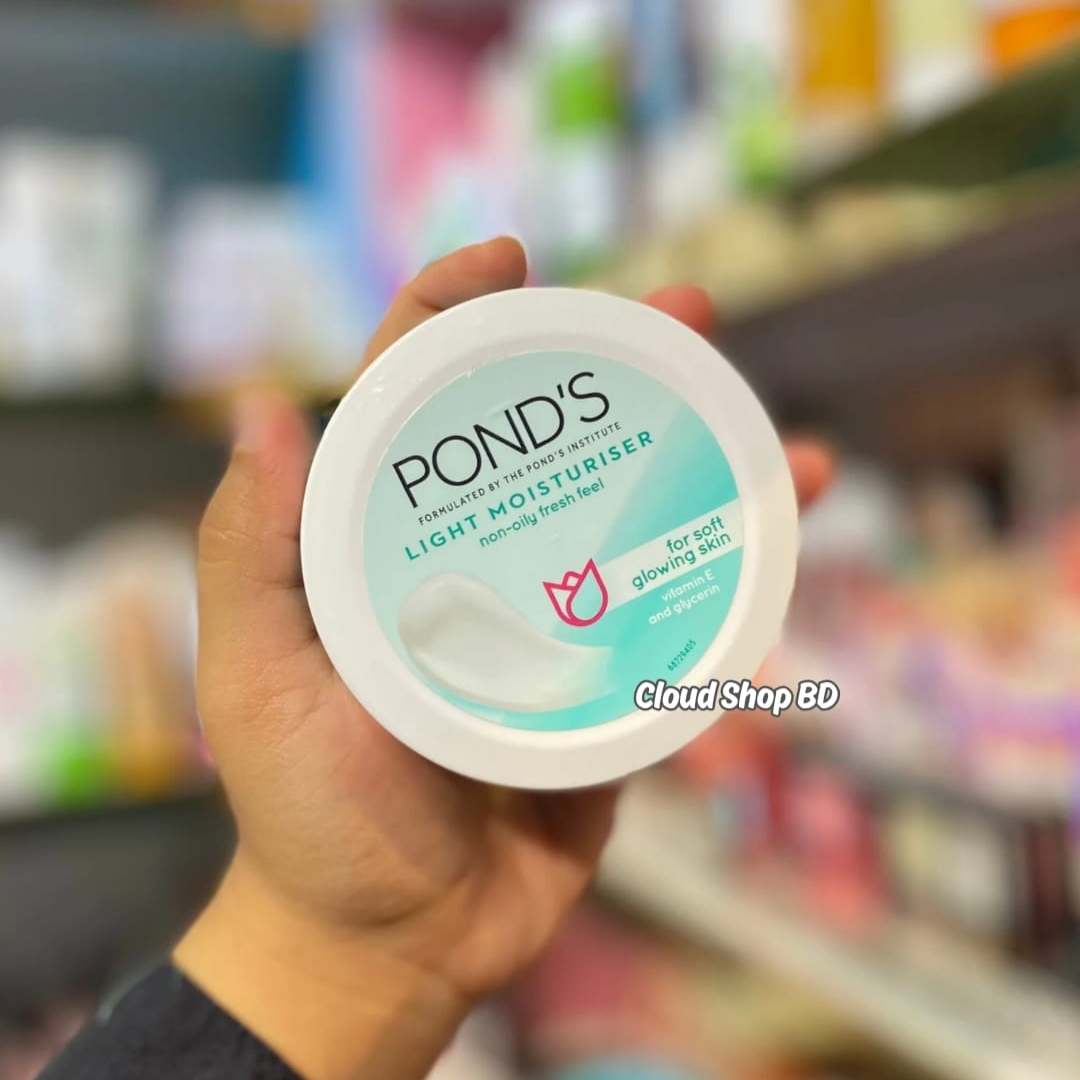 POND'S
FORMULATED BY THE POND'S INSTITUTE
LIGHT MOISTURISER
non-oily fresh feel
for soft
glowing skin
vitamin E
and glycerin
68729405
Cloud Shop BD